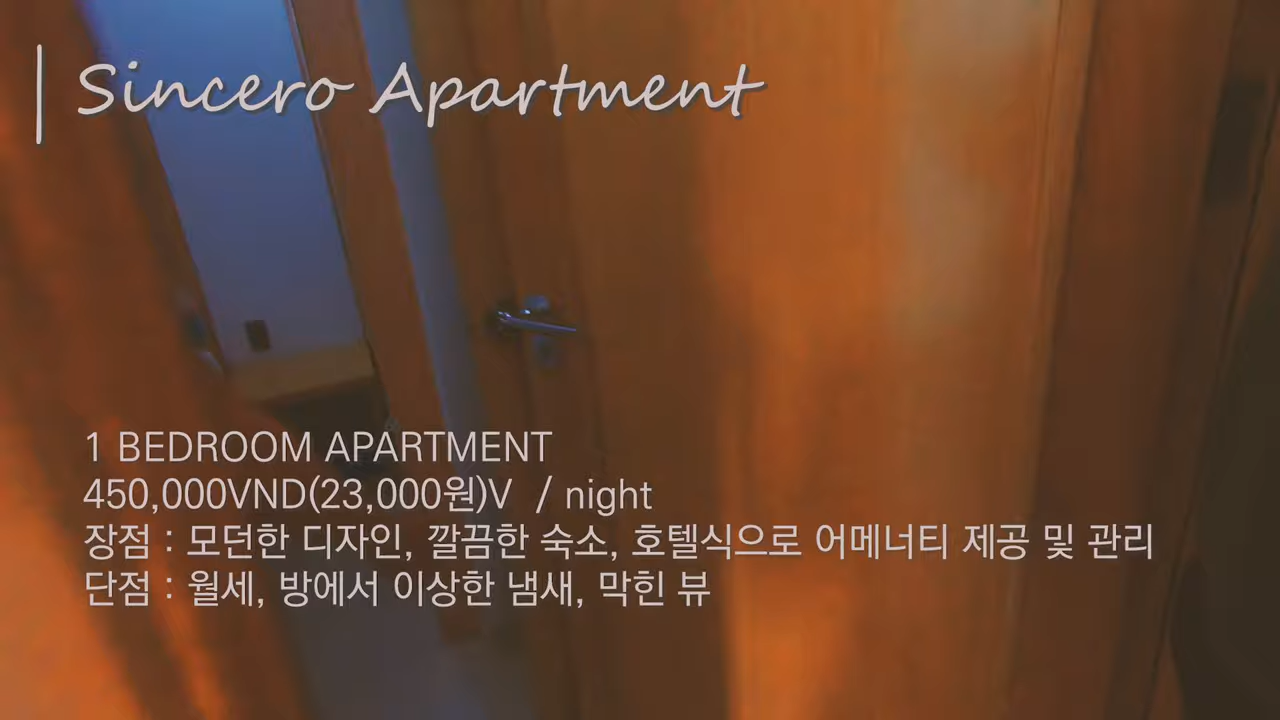 Sincero Apartment
1 BEDROOM APARTMENT
450,000VND(23,000원)V / night
장점 : 모던한 디자인, 깔끔한 숙소, 호텔식으로 어메너티 제공 및 관리
단점 : 월세, 방에서 이상한 냄새, 막힌 뷰